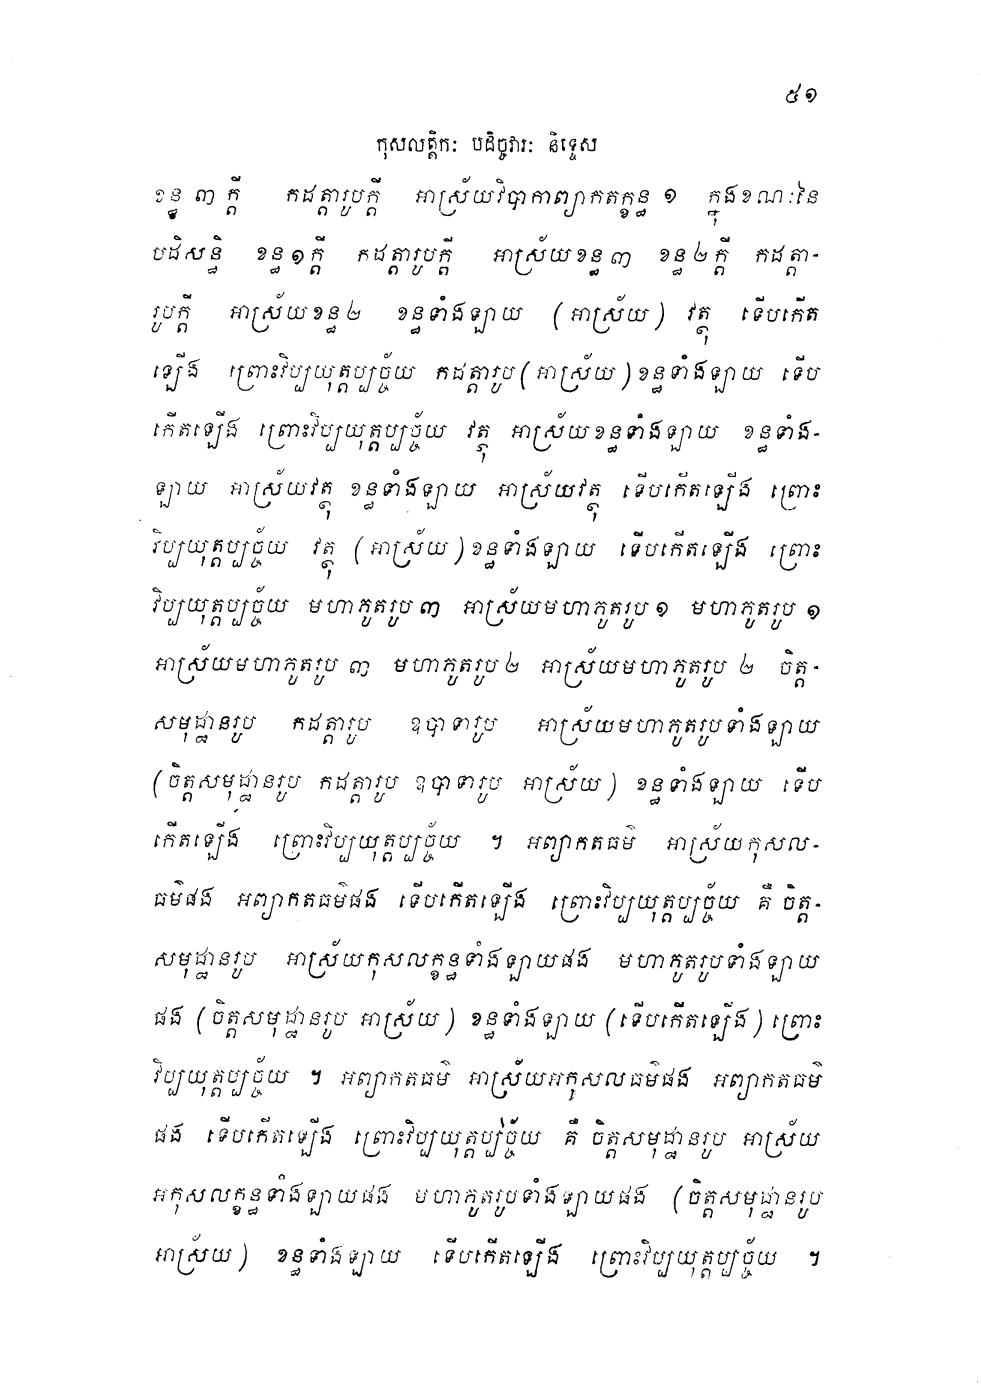 ៥១
កុសលត្តិកៈ បដិច្ចវារៈ និទ្ទេស
ខន្ធ ៣ ក្តី កដត្តារូបក្តី អាស្រ័យវិបាកាព្យាកតក្ខន្ធ ១ ក្នុងខណៈនៃ
បដិសន្ធិ ខន្ធ១ក្តី កដត្តារូបក្តី អាស្រ័យខន្ធ៣ ខន្ធ២ក្តី កដត្តា-
រូបក្តី អាស្រ័យខន្ធ២ ខន្ធទាំងឡាយ (អាស្រ័យ) វត្ថុ ទើបកើត
ឡើង ព្រោះវិប្បយុត្តប្បច្ច័យ កដត្តារូប(អាស្រ័យ)ខន្ធទាំងឡាយ ទើប
កើតឡើង ព្រោះវិប្បយុត្តប្បច្ច័យ វត្ថុ អាស្រ័យខន្ធទាំងឡាយ ខន្ធទាំង-
ឡាយ អាស្រ័យវត្ថុ ខន្ធទាំងឡាយ អាស្រ័យវត្ថុ ទើបកើតឡើង ព្រោះ
វិប្បយុត្តប្បច្ច័យ វត្ថុ (អាស្រ័យ)ខន្ធទាំងឡាយ ទើបកើតឡើង ព្រោះ
វិប្បយុត្តប្បច្ច័យ មហាភូតរូប៣ អាស្រ័យមហាភូតរូប១ មហាភូតរូប ១
អាស្រ័យមហាភូតរូប ៣ មហាភូតរូប២ អាស្រ័យមហាភូតរូប ២ ចិត្ត-
សមុដ្ឋានរូប កដត្តារូប ឧបាទារូប អាស្រ័យមហាភូតរូបទាំងឡាយ
(ចិត្តសមុដ្ឋានរូប កដត្តារូប ឧបាទារូប អាស្រ័យ) ខន្ធទាំងឡាយ ទើប
កើតឡើង ព្រោះវិប្បយុត្តប្បច្ច័យ ។ អព្យាកតធម៌ អាស្រ័យកុសល-
ធម៌ផង អព្យាកតធម៌ផង ទើបកើតឡើង ព្រោះវិប្បយុត្តប្បច្ច័យ គឺ ចិត្ត-
សមុដ្ឋានរូប អាស្រ័យកុសលក្ខន្ធទាំងឡាយផង មហាភូតរូបទាំងឡាយ
ផង (ចិត្តសមុដ្ឋានរូប អាស្រ័យ) ខន្ធទាំងឡាយ (ទើបកើតឡើង) ព្រោះ
វិប្បយុត្តប្បច្ច័យ ។ អព្យាកតធម៌ អាស្រ័យអកុសលធម៌ផង អព្យាកតធម៌
ផង ទើបកើតឡើង ព្រោះវិប្បយុត្តប្បច្ច័យ គឺ ចិត្តសមុដ្ឋានរូប អាស្រ័យ
អកុសលក្ខន្ធទាំងឡាយផង មហាភូតរូបទាំងឡាយផង (ចិត្តសមុដ្ឋានរូប
អាស្រ័យ) ខន្ធទាំងឡាយ ទើបកើតឡើង ព្រោះវិប្បយុត្តប្បច្ច័យ ។